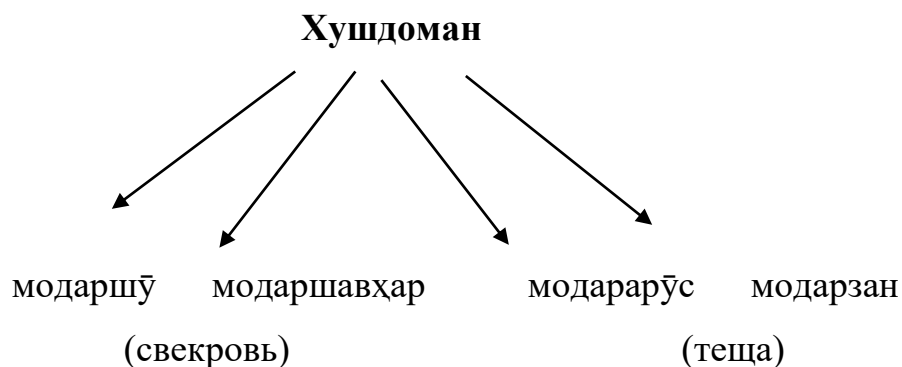 Хушдоман
модаршӯ модаршавҳар модарарӯс модарзан
(свекровь) (теща)